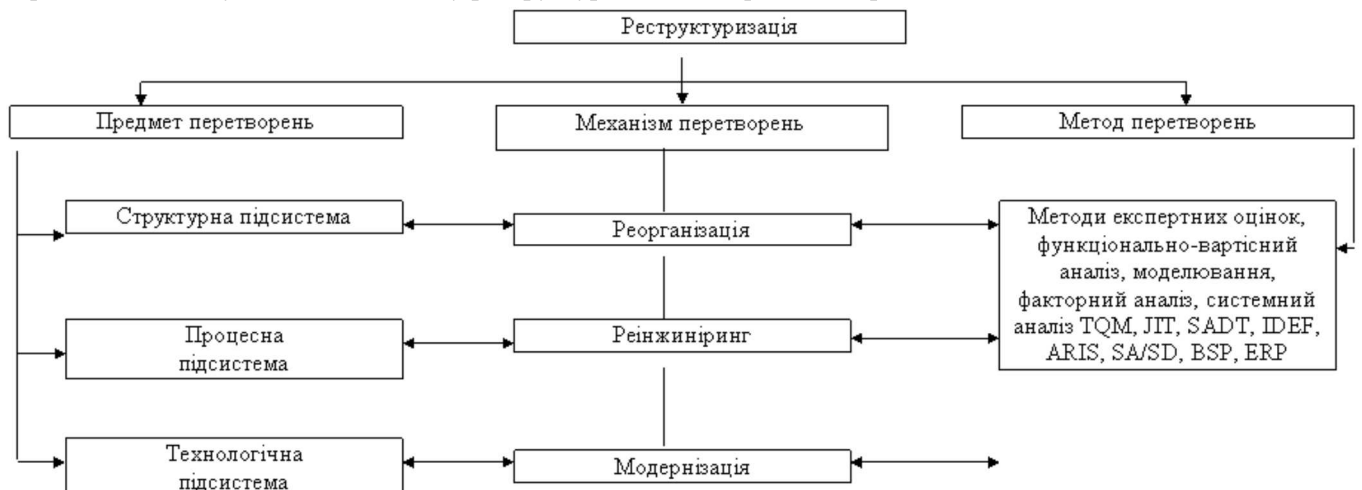 Реструктуризація
Предмет перетворень
Механізм перетворень
Метод перетворень
Структурна підсистема
Реорганізація
Методи експертних оцінок,
функціонально-вартісний
аналіз, моделювання,
факторний аналіз, системний
аналіз TQM, JIT, SADT, IDEF,
ARIS, SA/SD, BSP, ERP
Процесна
підсистема
Реінжиніринг
Технологічна
підсистема
Модернізація